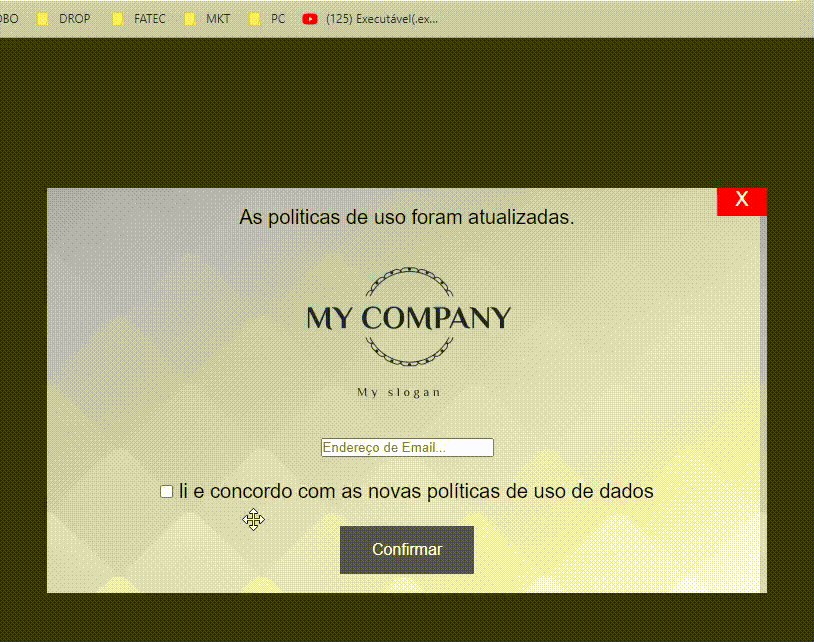 OBO DROP FATEC MKT PC (125) Executável(.ex...
X
As politicas de uso foram atualizadas.
MY COMPANY
My slogan
Endereço de Email...
li e concordo com as novas políticas de uso de dados
Confirmar